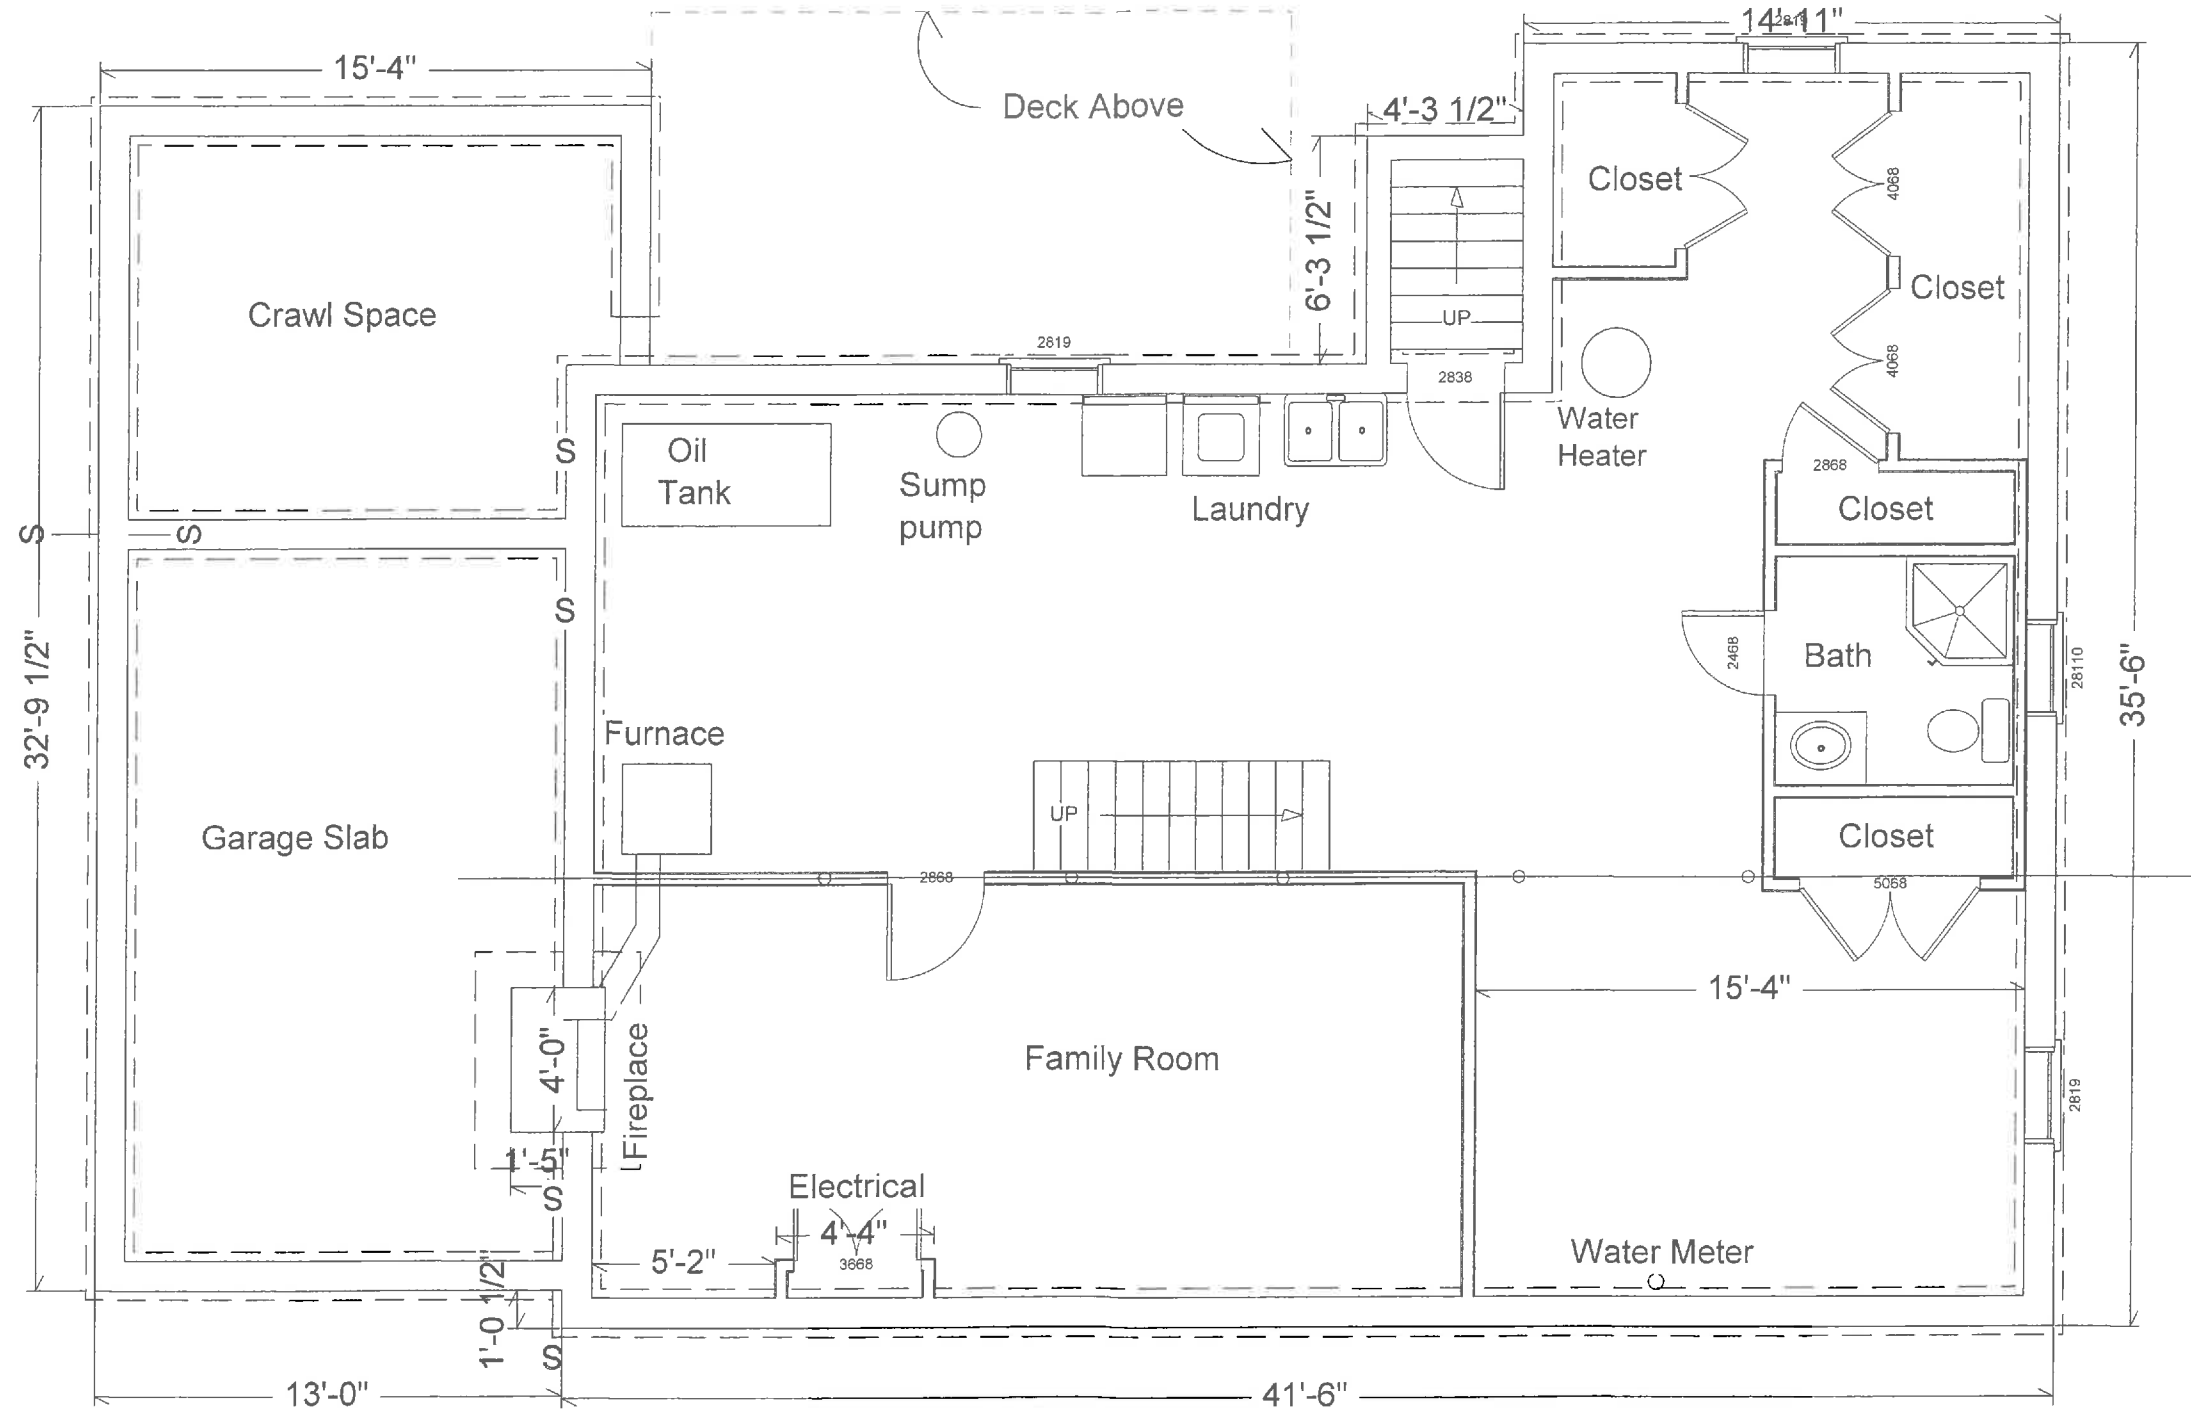 14'-11"
2819
15'-4"
Deck Above
4'-3 1/2"
Closet
4068
6'-3 1/2"
Crawl Space
Closet
UP
2819
2838
4068
Water
Heater
Oil
Tank
S
Sump
pump
Laundry
2868
Closet
S
S
S
Bath
2468
28110
35'-6"
32'-9 1/2"
Furnace
UP
Garage Slab
Closet
2868
5068
15'-4"
Family Room
4'-0"
Fireplace
2819
1'-5"
S
Electrical
4'-4"
5'-2"
3668
Water Meter
1'-0 1/2"
S
13'-0"
41'-6"